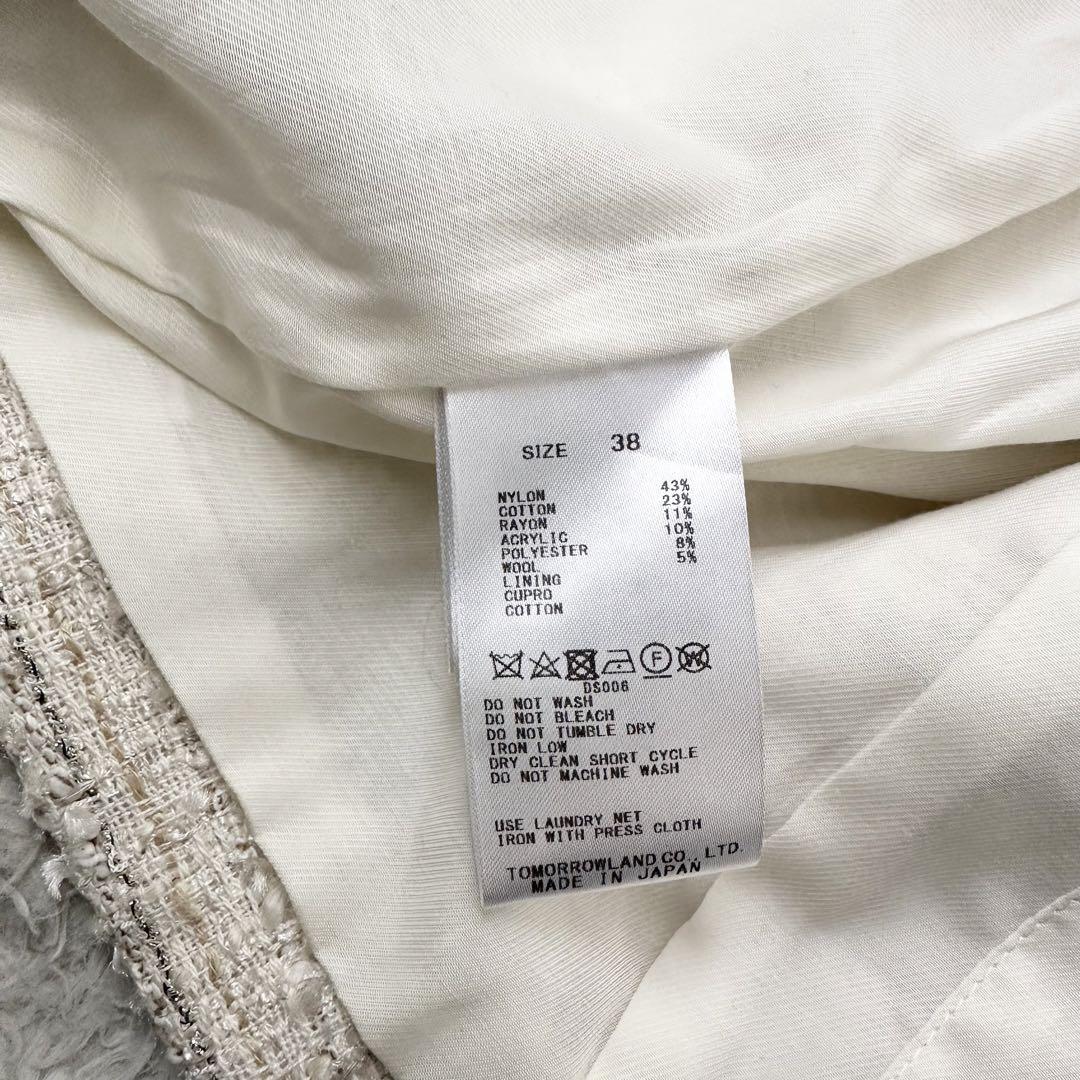 SIZE 38
NYLON 43%
COTTON 23%
RAYON 11%
ACRYLIC 10%
POLYESTER 8%
WOOL 5%
LINING
CUPRO
COTTON
F W
DS006
DO NOT WASH
DO NOT BLEACH
DO NOT TUMBLE DRY
IRON LOW
DRY CLEAN SHORT CYCLE
DO NOT MACHINE WASH
USE LAUNDRY NET
IRON WITH PRESS CLOTH
TOMORROWLAND CO., LTD.
MADE IN JAPAN